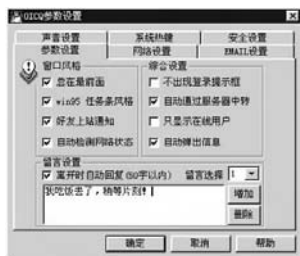 OICQ参数设置
声音设置 系统热键 安全设置
参数设置 网络设置 EMAIL设置
窗口风格 综合设置
总在最前面 不出现登录提示框
win95 任务条风格 自动通过服务器中转
好友上站通知 只显示在线用户
自动检测网络状态 自动弹出信息
留言设置
离开时自动回复(50字以内) 留言选择 1
我吃饭去了，稍等片刻！ 增加
删除
确定 取消 帮助